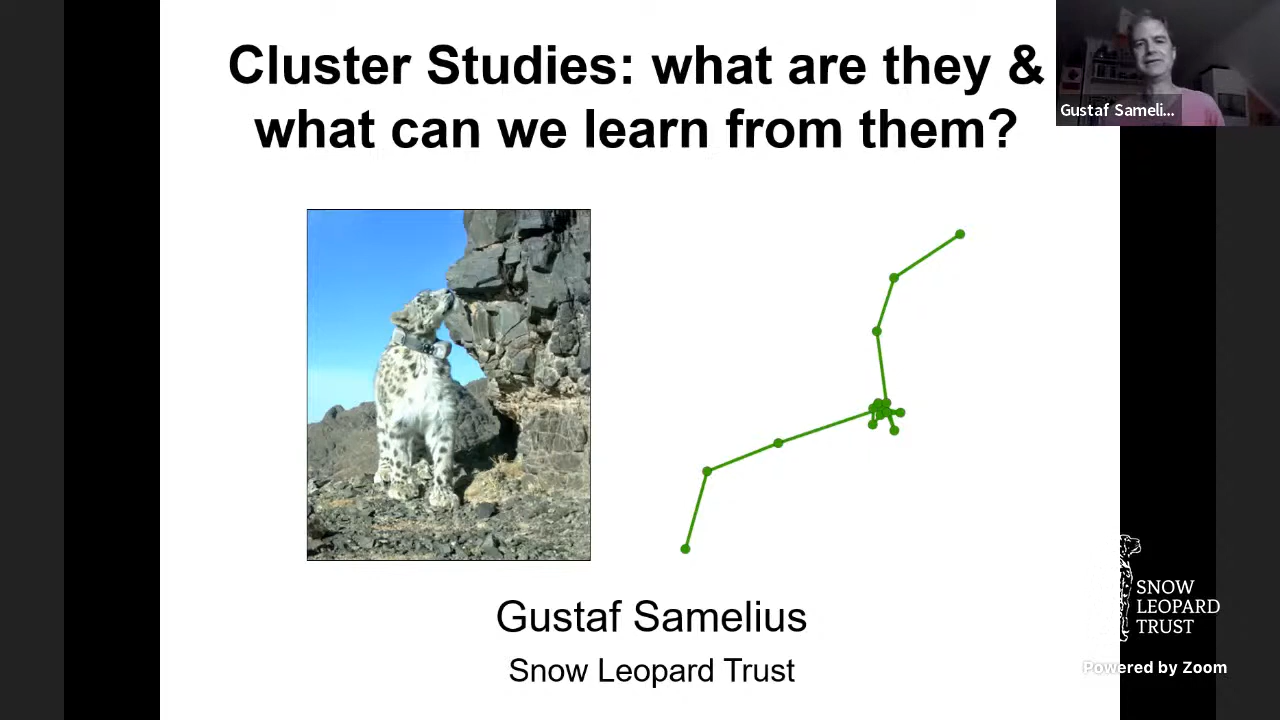 Cluster Studies: what are they &
what can we learn from them?
Gustaf Sameli...
Gustaf Samelius
Snow Leopard Trust
SNOW
LEOPARD
TRUST
Powered by Zoom